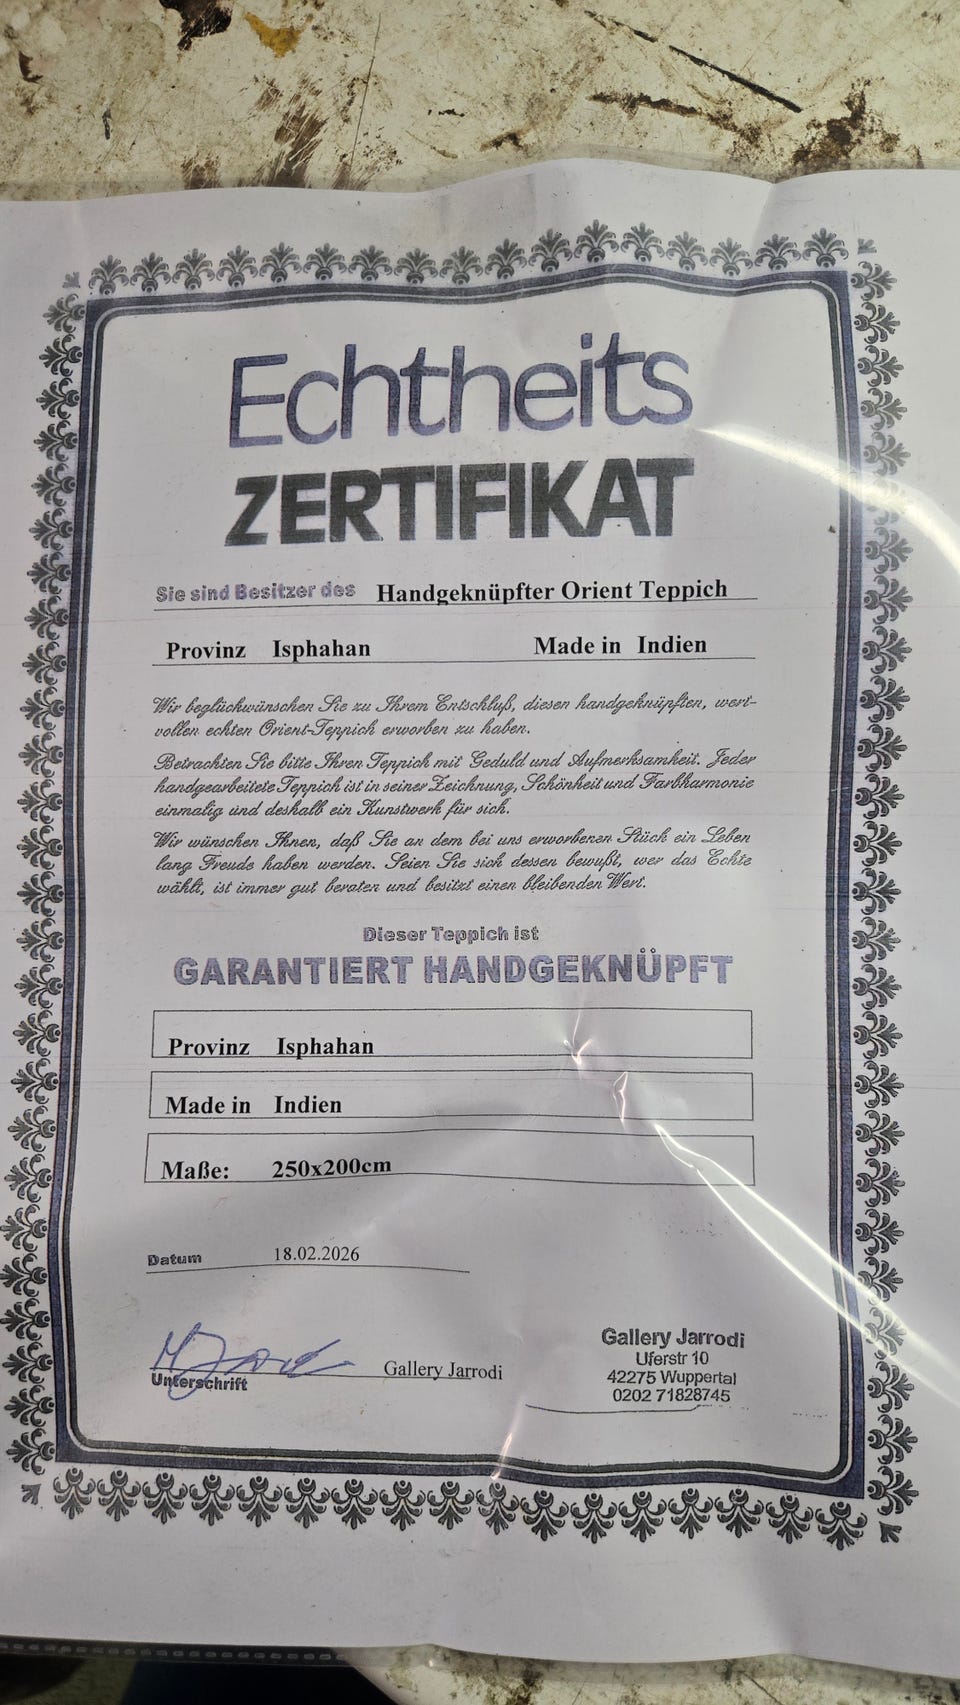 Echtheits
ZERTIFIKAT
Sie sind Besitzer des Handgeknüpfter Orient Teppich
Provinz Isphahan Made in Indien
Wir beglückwünschen Sie zu Ihrem Entschluß, diesen handgeknüpften, wert-
vollen echten Orient-Teppich erworben zu haben.
Betrachten Sie bitte Ihren Teppich mit Geduld und Aufmerksamkeit. Jeder
handgearbeitete Teppich ist in seiner Zeichnung, Schönheit und Farbharmonie
einmalig und deshalb ein Kunstwerk für sich.
Wir wünschen Ihnen, daß Sie an dem bei uns erworbenen Stück ein Leben
lang Freude haben werden. Seien Sie sich dessen bewußt, wer das Echte
wählt, ist immer gut beraten und besitzt einen bleibenden Wert.
Dieser Teppich ist
GARANTIERT HANDGEKNÜPFT
Provinz Isphahan
Made in Indien
Maße: 250x200cm
Datum 18.02.2026
Unterschrift Gallery Jarrodi
Gallery Jarrodi
Uferstr 10
42275 Wuppertal
0202 71828745